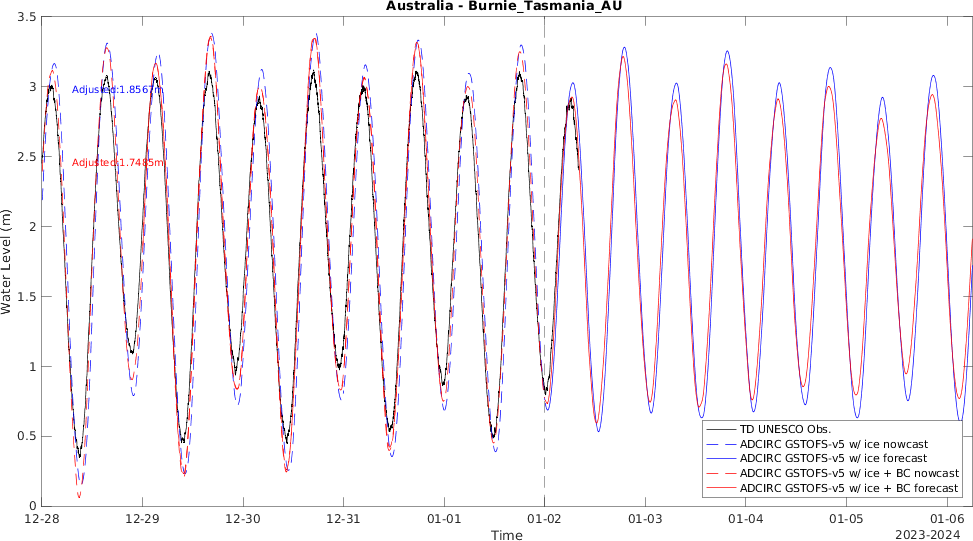 Australia - Burnie_Tasmania_AU
3.5
3
2.5
2
1.5
1
0.5
0
Water Level (m)
Adjusted:1.8567m
Adjusted:1.7485m
TD UNESCO Obs.
ADCIRC GSTOFS-v5 w/ ice nowcast
ADCIRC GSTOFS-v5 w/ ice forecast
ADCIRC GSTOFS-v5 w/ ice + BC nowcast
ADCIRC GSTOFS-v5 w/ ice + BC forecast
12-28 12-29 12-30 12-31 01-01 01-02 01-03 01-04 01-05 01-06
Time
2023-2024